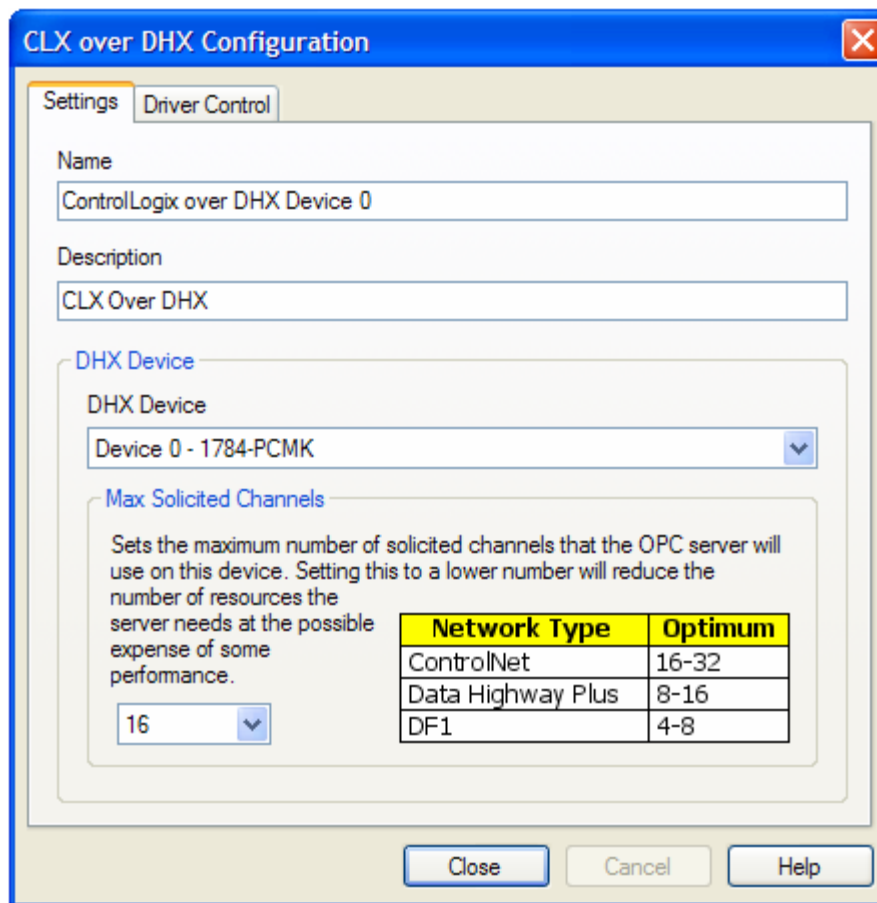 CLX over DHX Configuration
Settings
Driver Control
Name
ControlLogix over DHX Device 0
Description
CLX Over DHX
DHX Device
DHX Device
Device 0 - 1784-PCMK
Max Solicited Channels
Sets the maximum number of solicited channels that the OPC server will
use on this device. Setting this to a lower number will reduce the
number of resources the
server needs at the possible
expense of some
performance.
16
Network Type Optimum
ControlNet 16-32
Data Highway Plus 8-16
DF1 4-8
Close
Cancel
Help